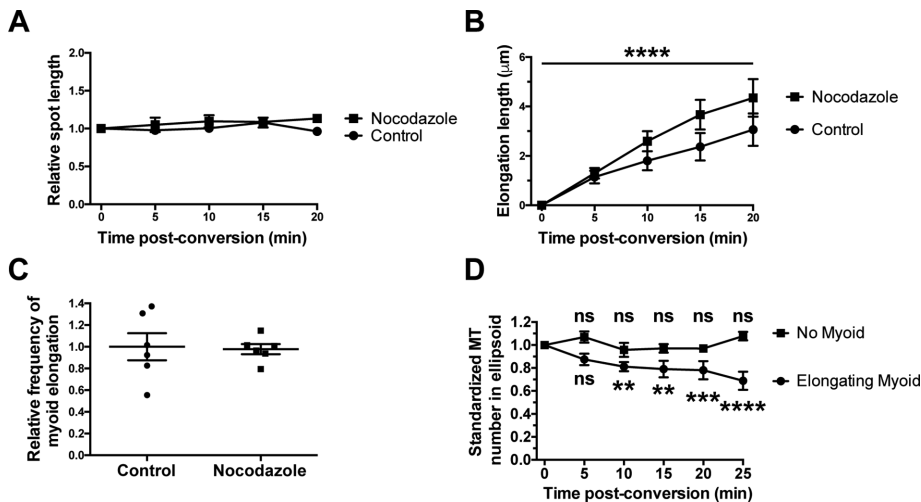 A
2.0
1.5
1.0
0.5
0.0
Relative spot length
0 5 10 15 20
Time post-conversion (min)
Nocodazole
Control
B
****
6
4
2
0
Elongation length (μm)
0 5 10 15 20
Time post-conversion (min)
Nocodazole
Control
C
1.4
1.2
1.0
0.8
0.6
0.4
0.2
0.0
Relative frequency of
myoid elongation
Control Nocodazole
D
ns ns ns ns ns
1.2
1.0
0.8
0.6
0.4
0.2
0.0
Standardized MT
number in ellipsoid
ns ** ** *** ****
0 5 10 15 20 25
Time post-conversion (min)
No Myoid
Elongating Myoid